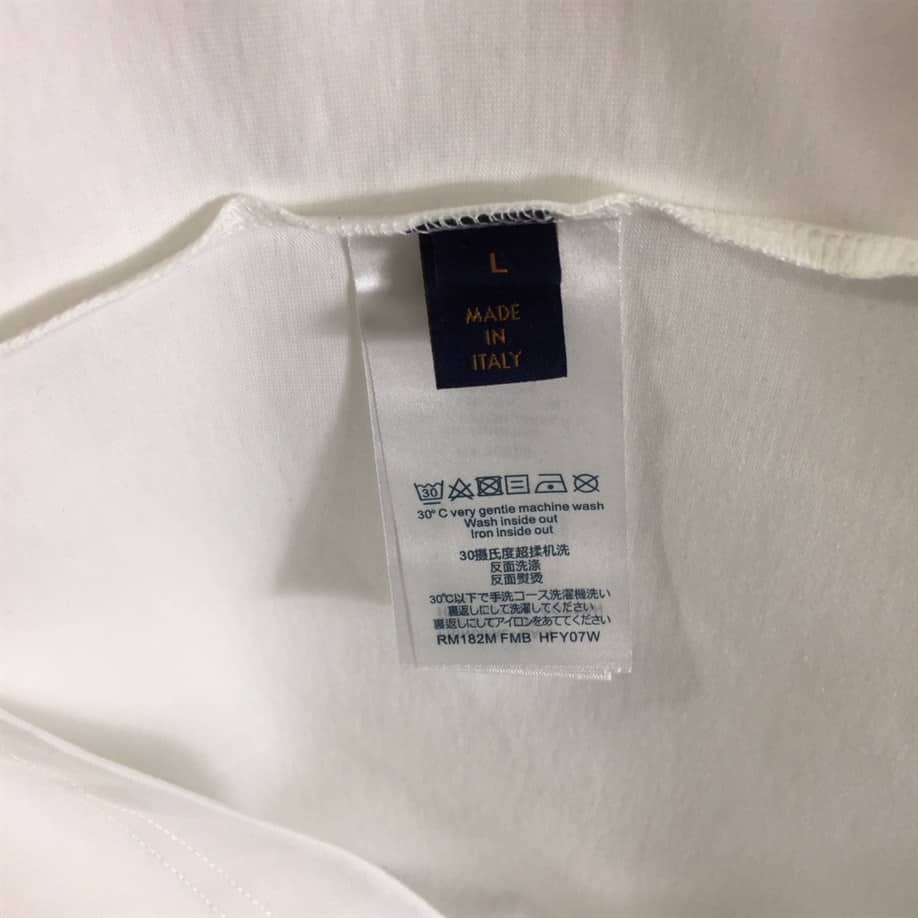 L
MADE
IN
ITALY
30
30° C very gentle machine wash
Wash inside out
Iron inside out
30摄氏度超揉机洗
反面洗涤
反面熨烫
30℃以下で手洗コース洗濯機洗い
裏返しにして洗濯してください
裏返しにしてアイロンをあててください
RM182M FMB HFY07W